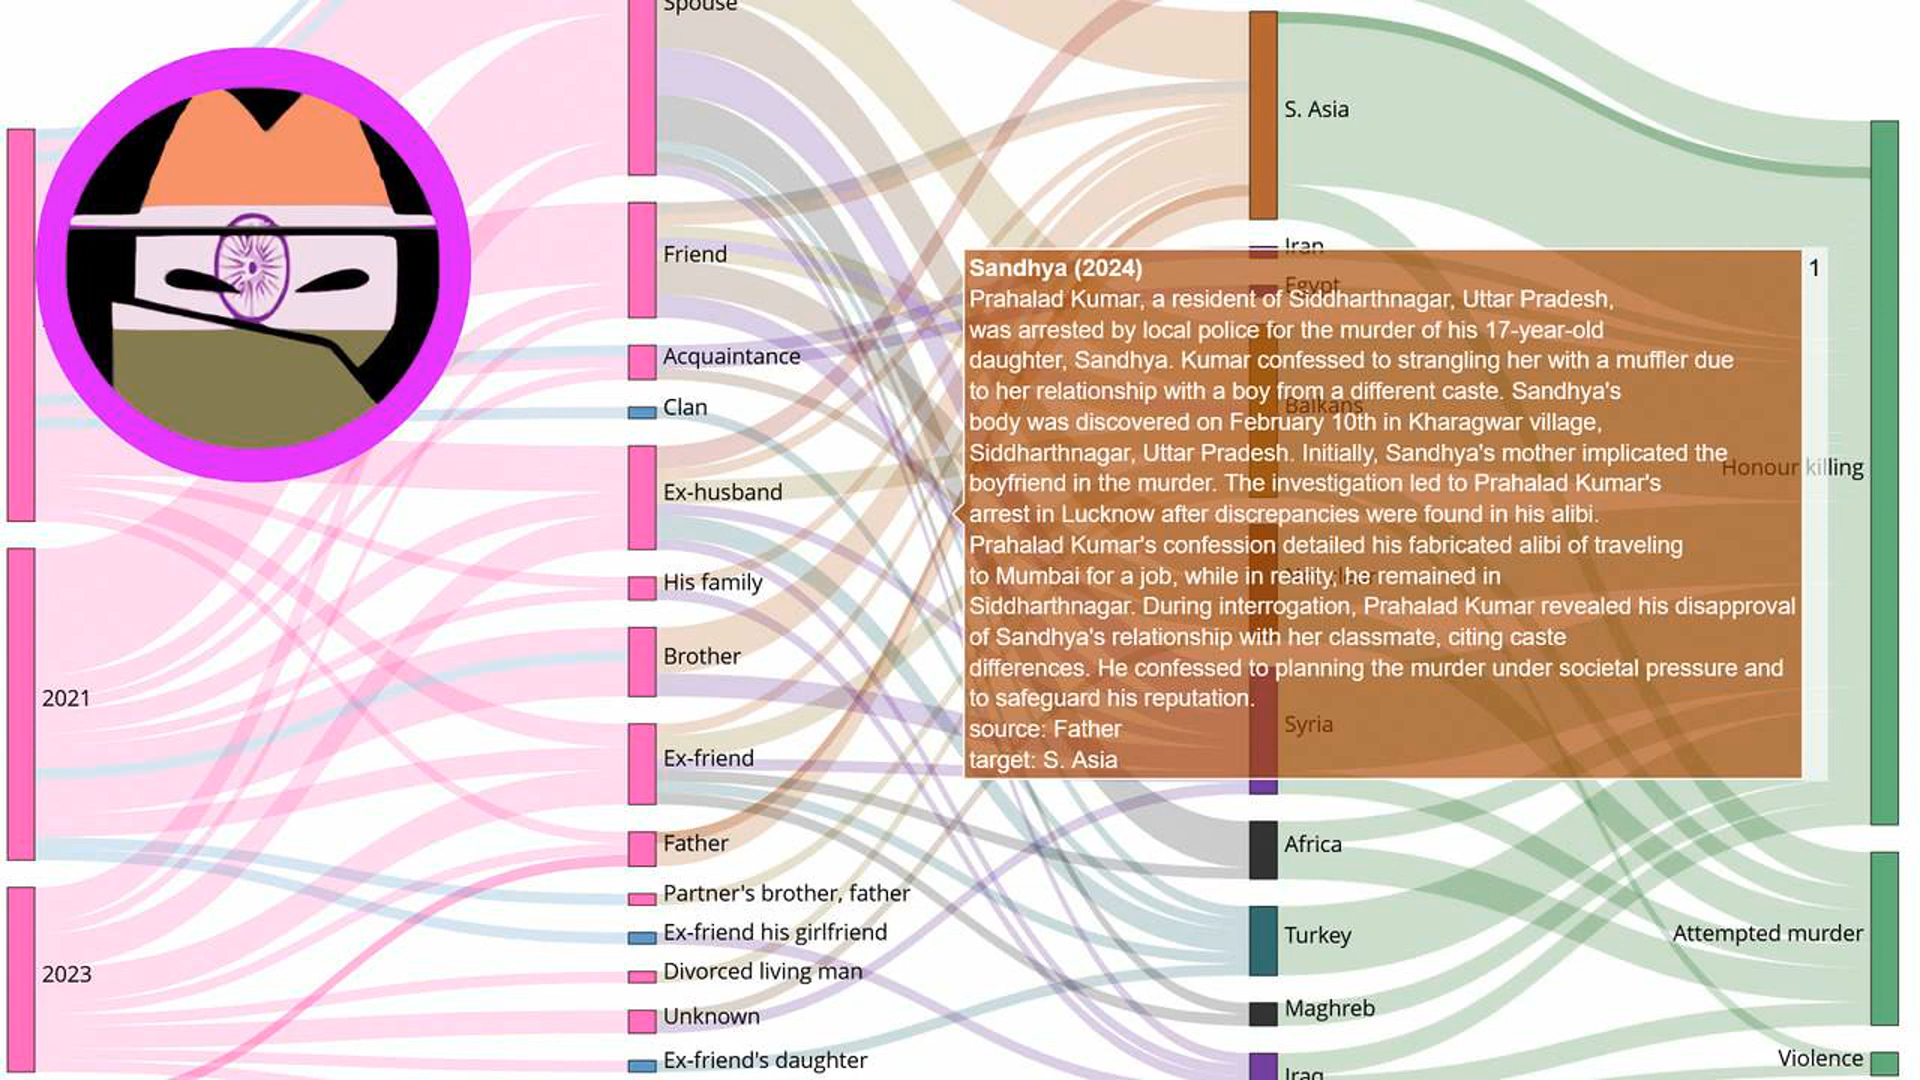 Spouse
Friend
Acquaintance
Clan
Ex-husband
His family
Brother
Ex-friend
Father
Partner's brother, father
Ex-friend his girlfriend
Divorced living man
Unknown
Ex-friend's daughter
2021
2023
S. Asia
Iran
Egypt
Balkans
Syria
Africa
Turkey
Maghreb
Iraq
Honour killing
Attempted murder
Violence
Sandhya (2024)
Prahalad Kumar, a resident of Siddharthnagar, Uttar Pradesh,
was arrested by local police for the murder of his 17-year-old
daughter, Sandhya. Kumar confessed to strangling her with a muffler due
to her relationship with a boy from a different caste. Sandhya's
body was discovered on February 10th in Kharagwar village,
Siddharthnagar, Uttar Pradesh. Initially, Sandhya's mother implicated the
boyfriend in the murder. The investigation led to Prahalad Kumar's
arrest in Lucknow after discrepancies were found in his alibi.
Prahalad Kumar's confession detailed his fabricated alibi of traveling
to Mumbai for a job, while in reality, he remained in
Siddharthnagar. During interrogation, Prahalad Kumar revealed his disapproval
of Sandhya's relationship with her classmate, citing caste
differences. He confessed to planning the murder under societal pressure and
to safeguard his reputation.
source: Father
target: S. Asia
1